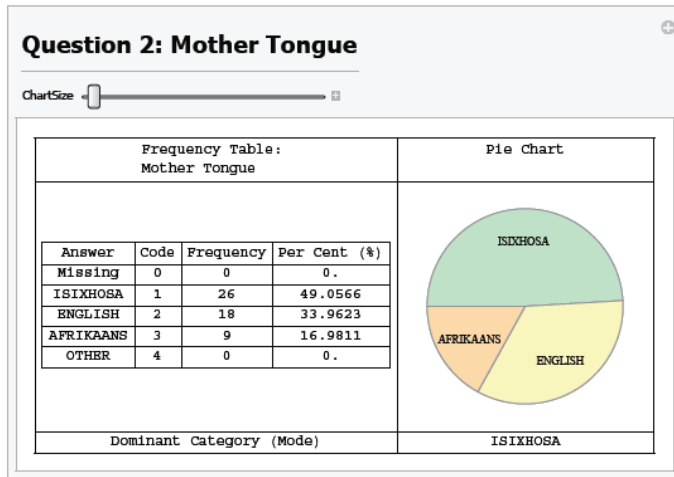 Question 2: Mother Tongue
ChartSize
Frequency Table:
Mother Tongue
Pie Chart
Answer Code Frequency Per Cent (%)
Missing 0 0 0.
ISIXHOSA 1 26 49.0566
ENGLISH 2 18 33.9623
AFRIKAANS 3 9 16.9811
OTHER 4 0 0.
ISIXHOSA
AFRIKAANS
ENGLISH
Dominant Category (Mode) ISIXHOSA